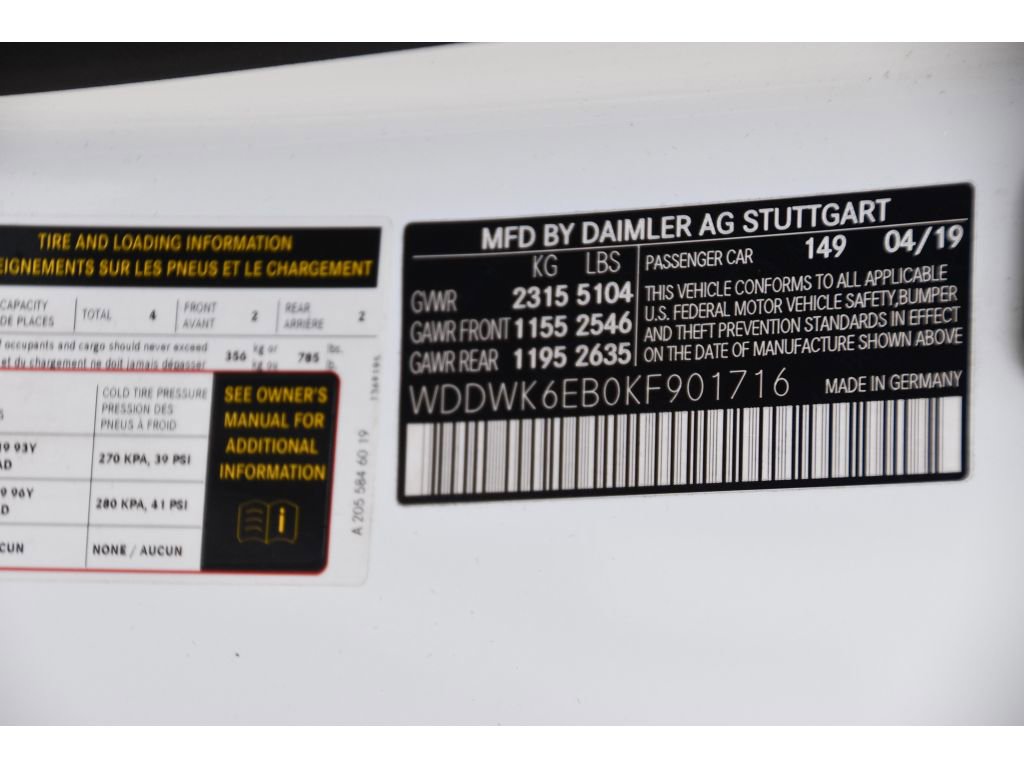 TIRE AND LOADING INFORMATION
EIGNEMENTS SUR LES PNEUS ET LE CHARGEMENT
CAPACITY
DE PLACES
TOTAL 4
FRONT
AVANT
2
REAR
ARRIÈRE
2
occupants and cargo should never exceed
et du chargement ne doit jamais dépasser
356
kg or
kg ou
785
lbs.
COLD TIRE PRESSURE
PRESSION DES
PNEUS À FROID
93Y
270 KPA, 39 PSI
9 96Y
280 KPA, 41 PSI
NONE / AUCUN
SEE OWNER'S
MANUAL FOR
ADDITIONAL
INFORMATION
i
A 205 584 60 19
MFD BY DAIMLER AG STUTTGART
KG LBS
GVWR 2315 5104
GAWR FRONT 1155 2546
GAWR REAR 1195 2635
PASSENGER CAR 149 04/19
THIS VEHICLE CONFORMS TO ALL APPLICABLE
U.S. FEDERAL MOTOR VEHICLE SAFETY,BUMPER
AND THEFT PREVENTION STANDARDS IN EFFECT
ON THE DATE OF MANUFACTURE SHOWN ABOVE
WDDWK6EB0KF901716 MADE IN GERMANY